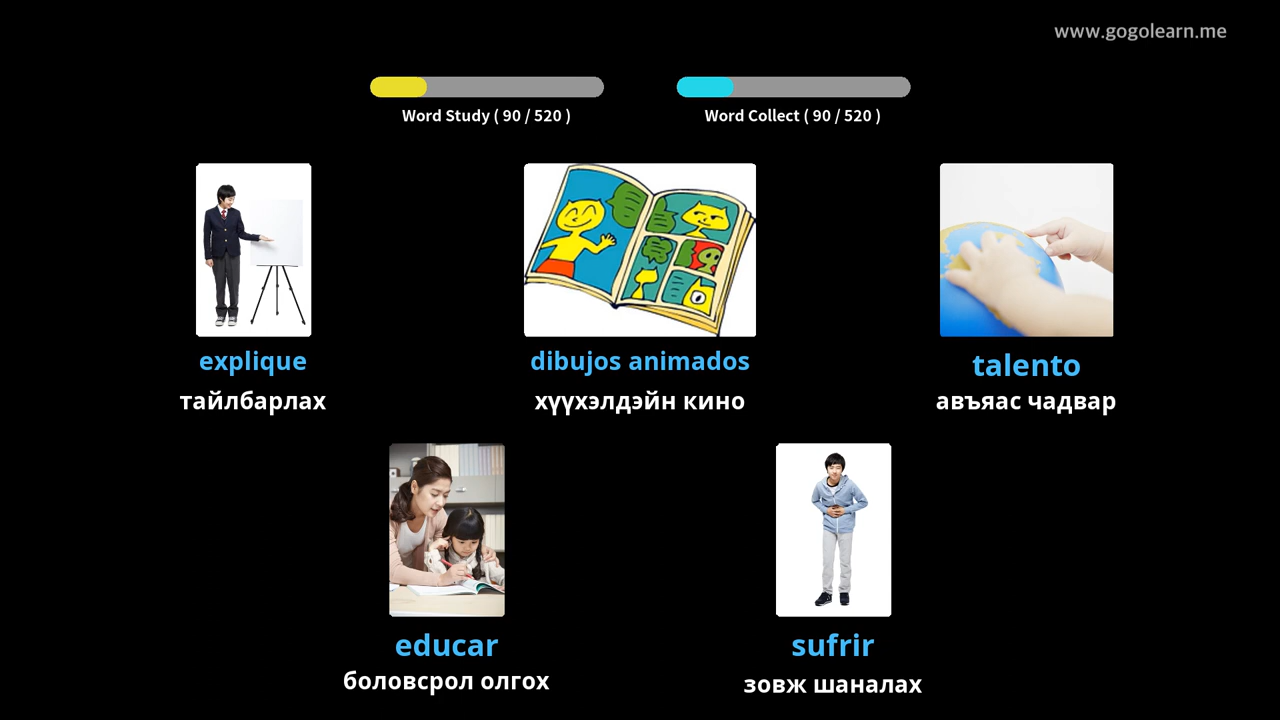 www.gogolearn.me
Word Study ( 90 / 520 )
Word Collect ( 90 / 520 )
explique
тайлбарлах
dibujos animados
хүүхэлдэйн кино
talento
авъяас чадвар
educar
боловсрол олгох
sufrir
зовж шаналах